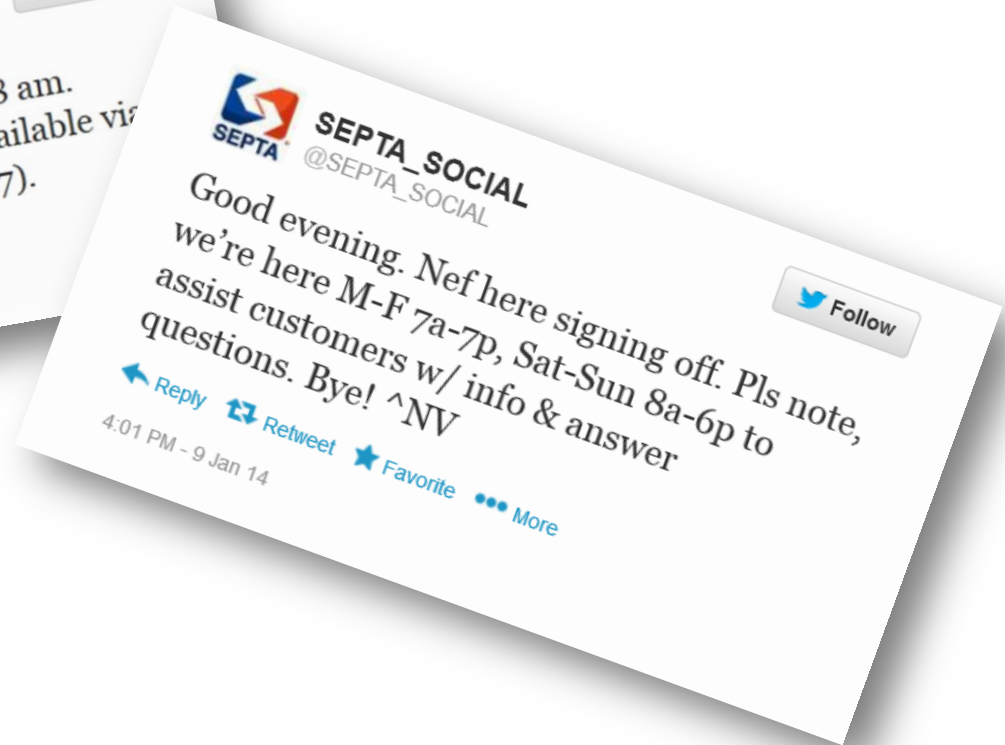 8 am.
ailable via
7).
SEPTA
SEPTA_SOCIAL
@SEPTA_SOCIAL
Follow
Good evening. Nef here signing off. Pls note,
we're here M-F 7a-7p, Sat-Sun 8a-6p to
assist customers w/ info & answer
questions. Bye! ^NV
Reply Retweet Favorite More
4:01 PM - 9 Jan 14